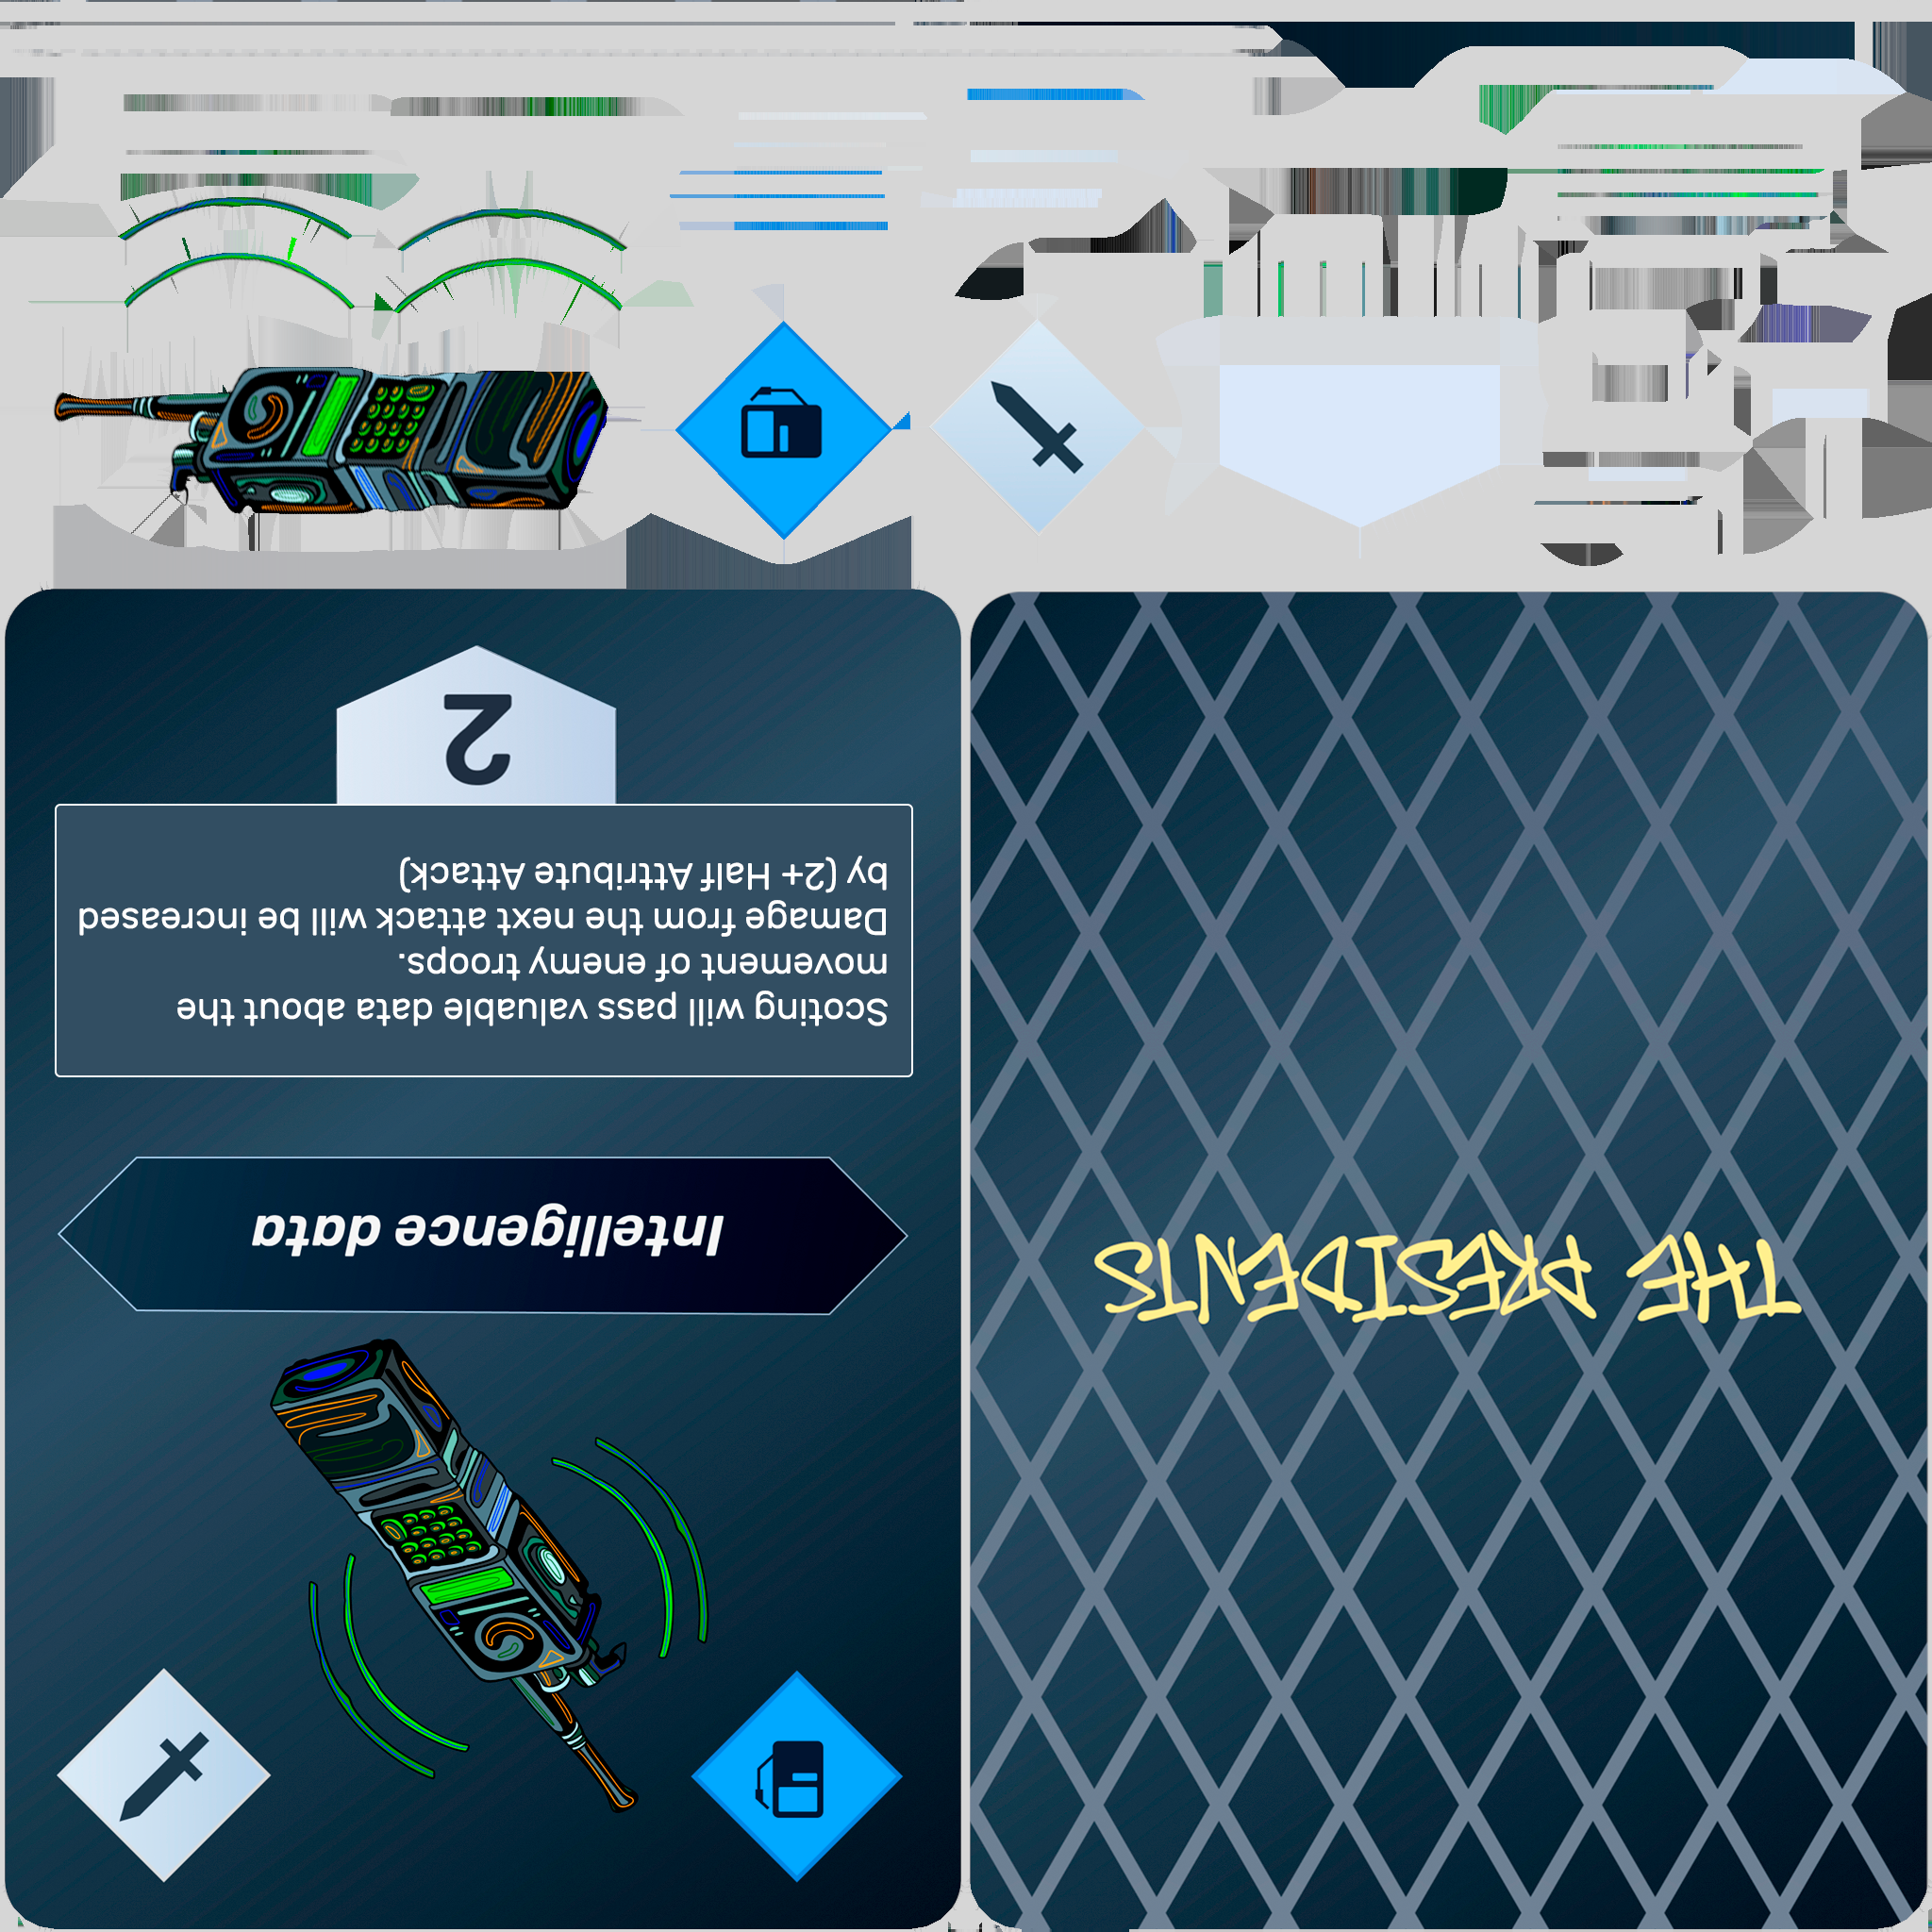 Intelligence data
Scoting will pass valuable data about the
movement of enemy troops.
Damage from the next attack will be increased
by (2+ Half Attribute Attack)
2
THE PRESIDENTS